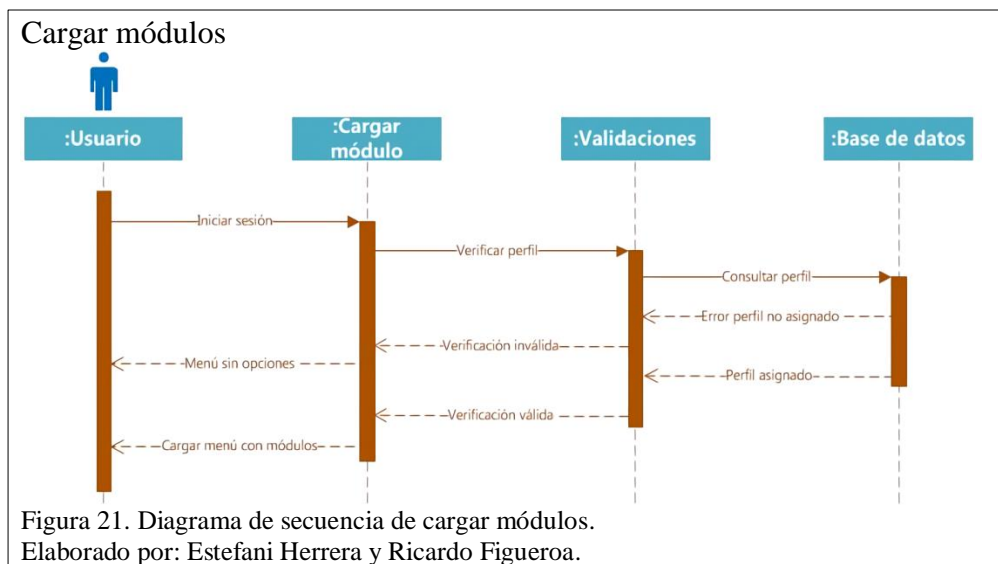 Cargar módulos
:Usuario
:Cargar
módulo
:Validaciones
:Base de datos
Iniciar sesión
Verificar perfil
Consultar perfil
Error perfil no asignado
Verificación inválida
Menú sin opciones
Perfil asignado
Verificación válida
Cargar menú con módulos
Figura 21. Diagrama de secuencia de cargar módulos.
Elaborado por: Estefani Herrera y Ricardo Figueroa.